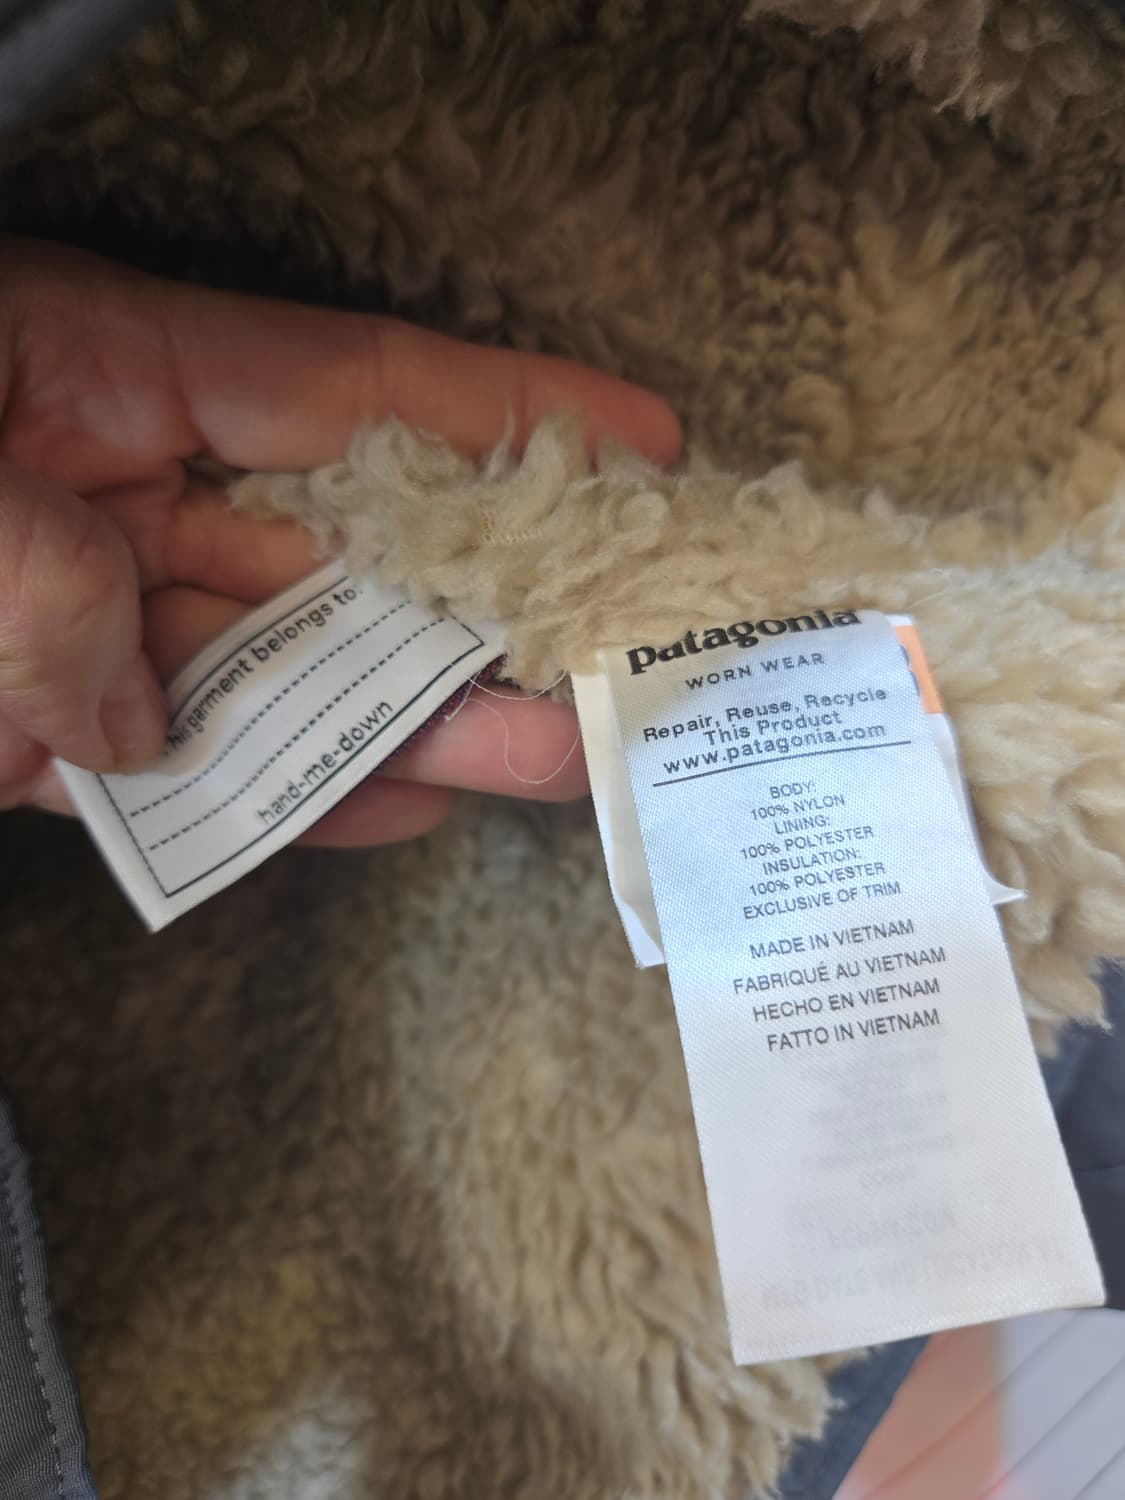 This garment belongs to:
hand-me-down
patagonia
WORN WEAR
Repair, Reuse, Recycle
This Product
www.patagonia.com
BODY:
100% NYLON
LINING:
100% POLYESTER
INSULATION:
100% POLYESTER
EXCLUSIVE OF TRIM
MADE IN VIETNAM
FABRIQUÉ AU VIETNAM
HECHO EN VIETNAM
FATTO IN VIETNAM